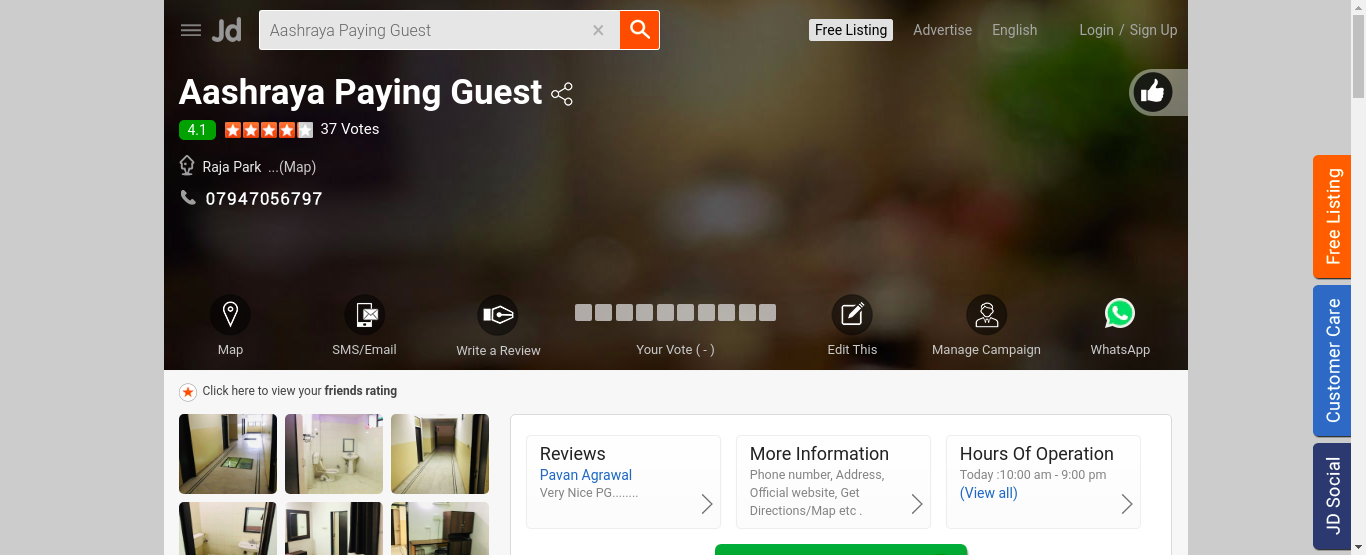 Jd
Aashraya Paying Guest
Free Listing
Advertise
English
Login / Sign Up
Aashraya Paying Guest
4.1
37 Votes
Raja Park ...(Map)
07947056797
Map
SMS/Email
Write a Review
Your Vote ( - )
Edit This
Manage Campaign
WhatsApp
Click here to view your friends rating
Reviews
Pavan Agrawal
Very Nice PG........
More Information
Phone number, Address,
Official website, Get
Directions/Map etc .
Hours Of Operation
Today :10:00 am - 9:00 pm
(View all)
Free Listing
Customer Care
JD Social